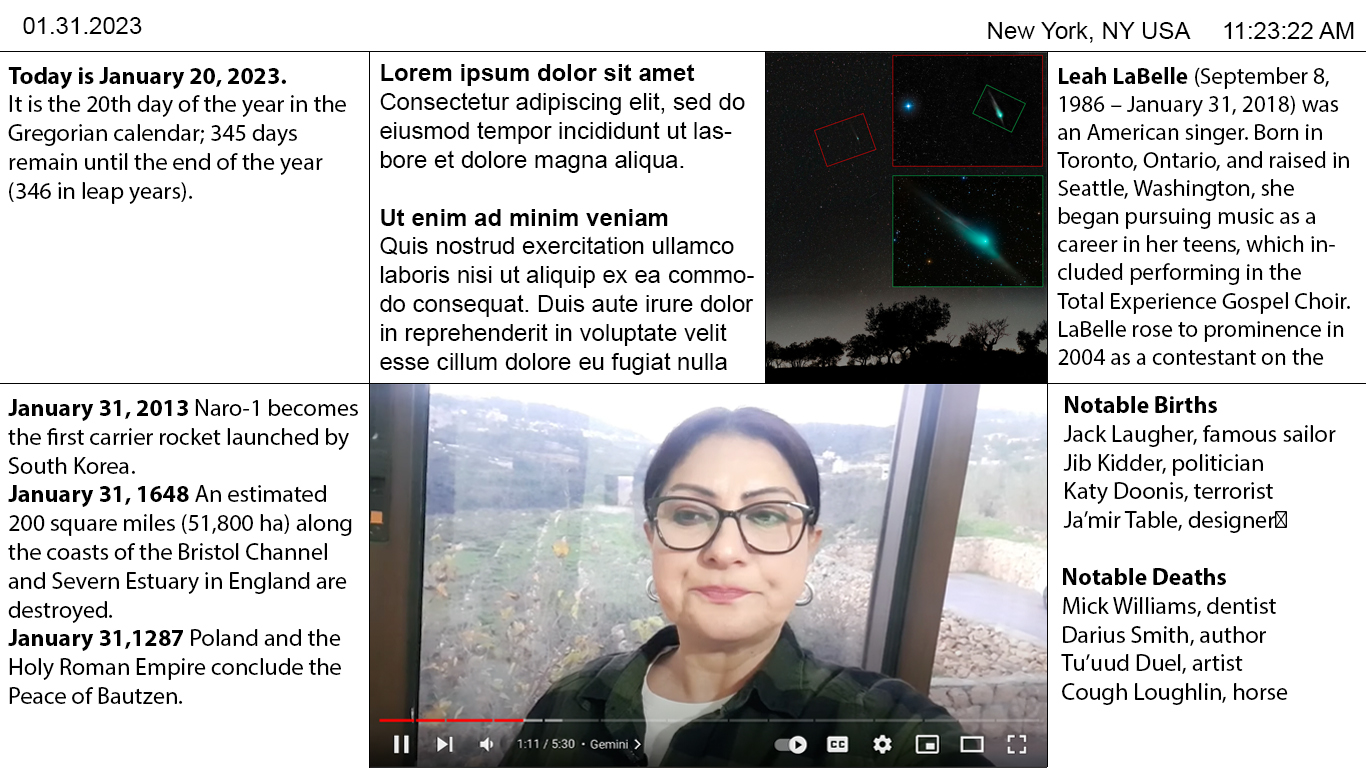 01.31.2023
New York, NY USA 11:23:22 AM
Today is January 20, 2023.
It is the 20th day of the year in the
Gregorian calendar; 345 days
remain until the end of the year
(346 in leap years).
Lorem ipsum dolor sit amet
Consectetur adipiscing elit, sed do
eiusmod tempor incididunt ut las-
bore et dolore magna aliqua.
Ut enim ad minim veniam
Quis nostrud exercitation ullamco
laboris nisi ut aliquip ex ea commo-
do consequat. Duis aute irure dolor
in reprehenderit in voluptate velit
esse cillum dolore eu fugiat nulla
Leah LaBelle (September 8,
1986 – January 31, 2018) was
an American singer. Born in
Toronto, Ontario, and raised in
Seattle, Washington, she
began pursuing music as a
career in her teens, which in-
cluded performing in the
Total Experience Gospel Choir.
LaBelle rose to prominence in
2004 as a contestant on the
January 31, 2013 Naro-1 becomes
the first carrier rocket launched by
South Korea.
January 31, 1648 An estimated
200 square miles (51,800 ha) along
the coasts of the Bristol Channel
and Severn Estuary in England are
destroyed.
January 31,1287 Poland and the
Holy Roman Empire conclude the
Peace of Bautzen.
1:11 / 5:30 • Gemini
CC
Notable Births
Jack Laugher, famous sailor
Jib Kidder, politician
Katy Doonis, terrorist
Ja’mir Table, designer
Notable Deaths
Mick Williams, dentist
Darius Smith, author
Tu’uud Duel, artist
Cough Loughlin, horse